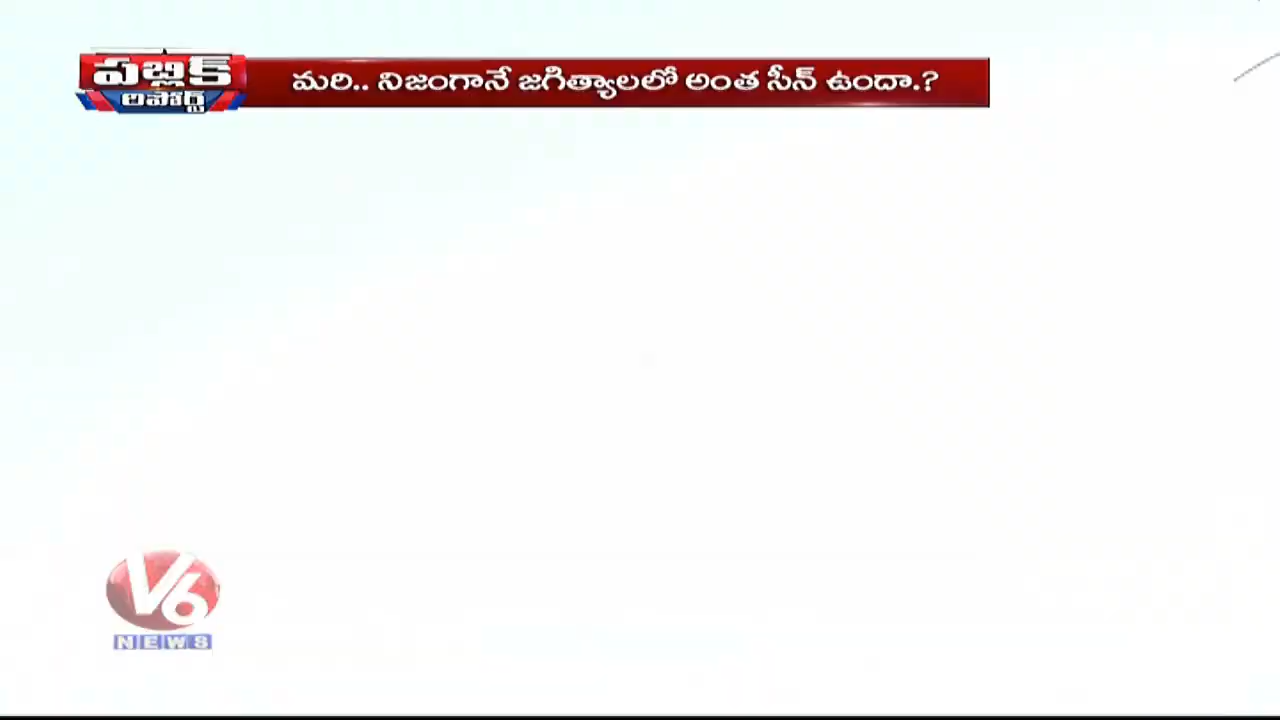 పబ్లిక్
రిపోర్ట్
మరి.. నిజంగానే జగిత్యాలలో అంత సీన్ ఉందా.?
V6
NEWS